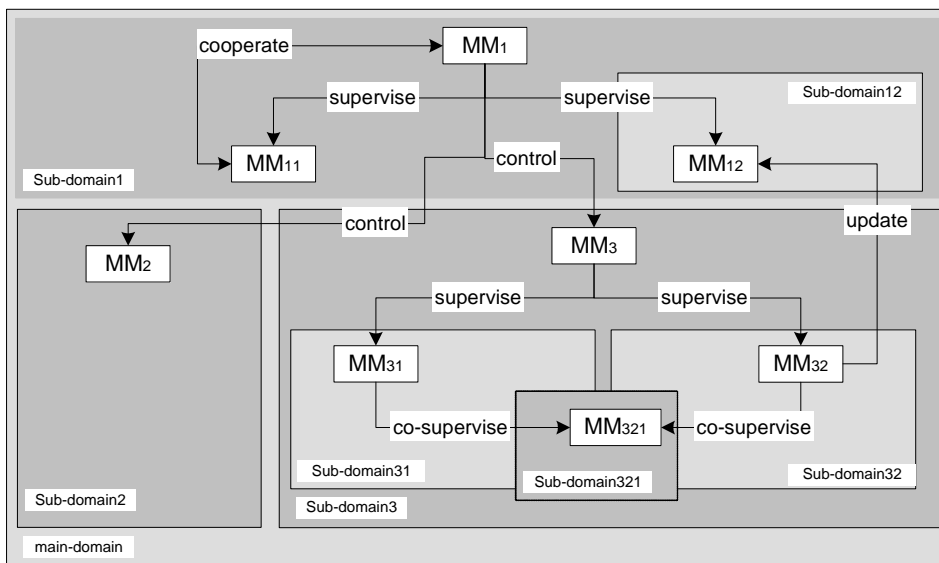 cooperate
MM1
supervise
supervise
Sub-domain12
MM11
control
MM12
Sub-domain1
control
update
MM2
MM3
supervise
supervise
MM31
MM32
co-supervise
MM321
co-supervise
Sub-domain31
Sub-domain321
Sub-domain32
Sub-domain2
Sub-domain3
main-domain